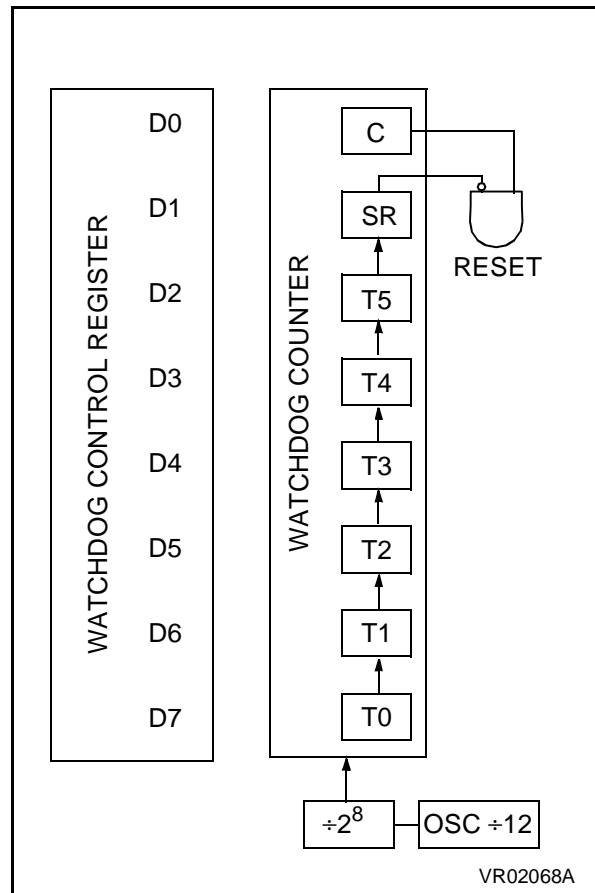 WATCHDOG CONTROL REGISTER
D0
D1
D2
D3
D4
D5
D6
D7
WATCHDOG COUNTER
C
SR
T5
T4
T3
T2
T1
T0
RESET
÷2⁸
OSC ÷12
VR02068A